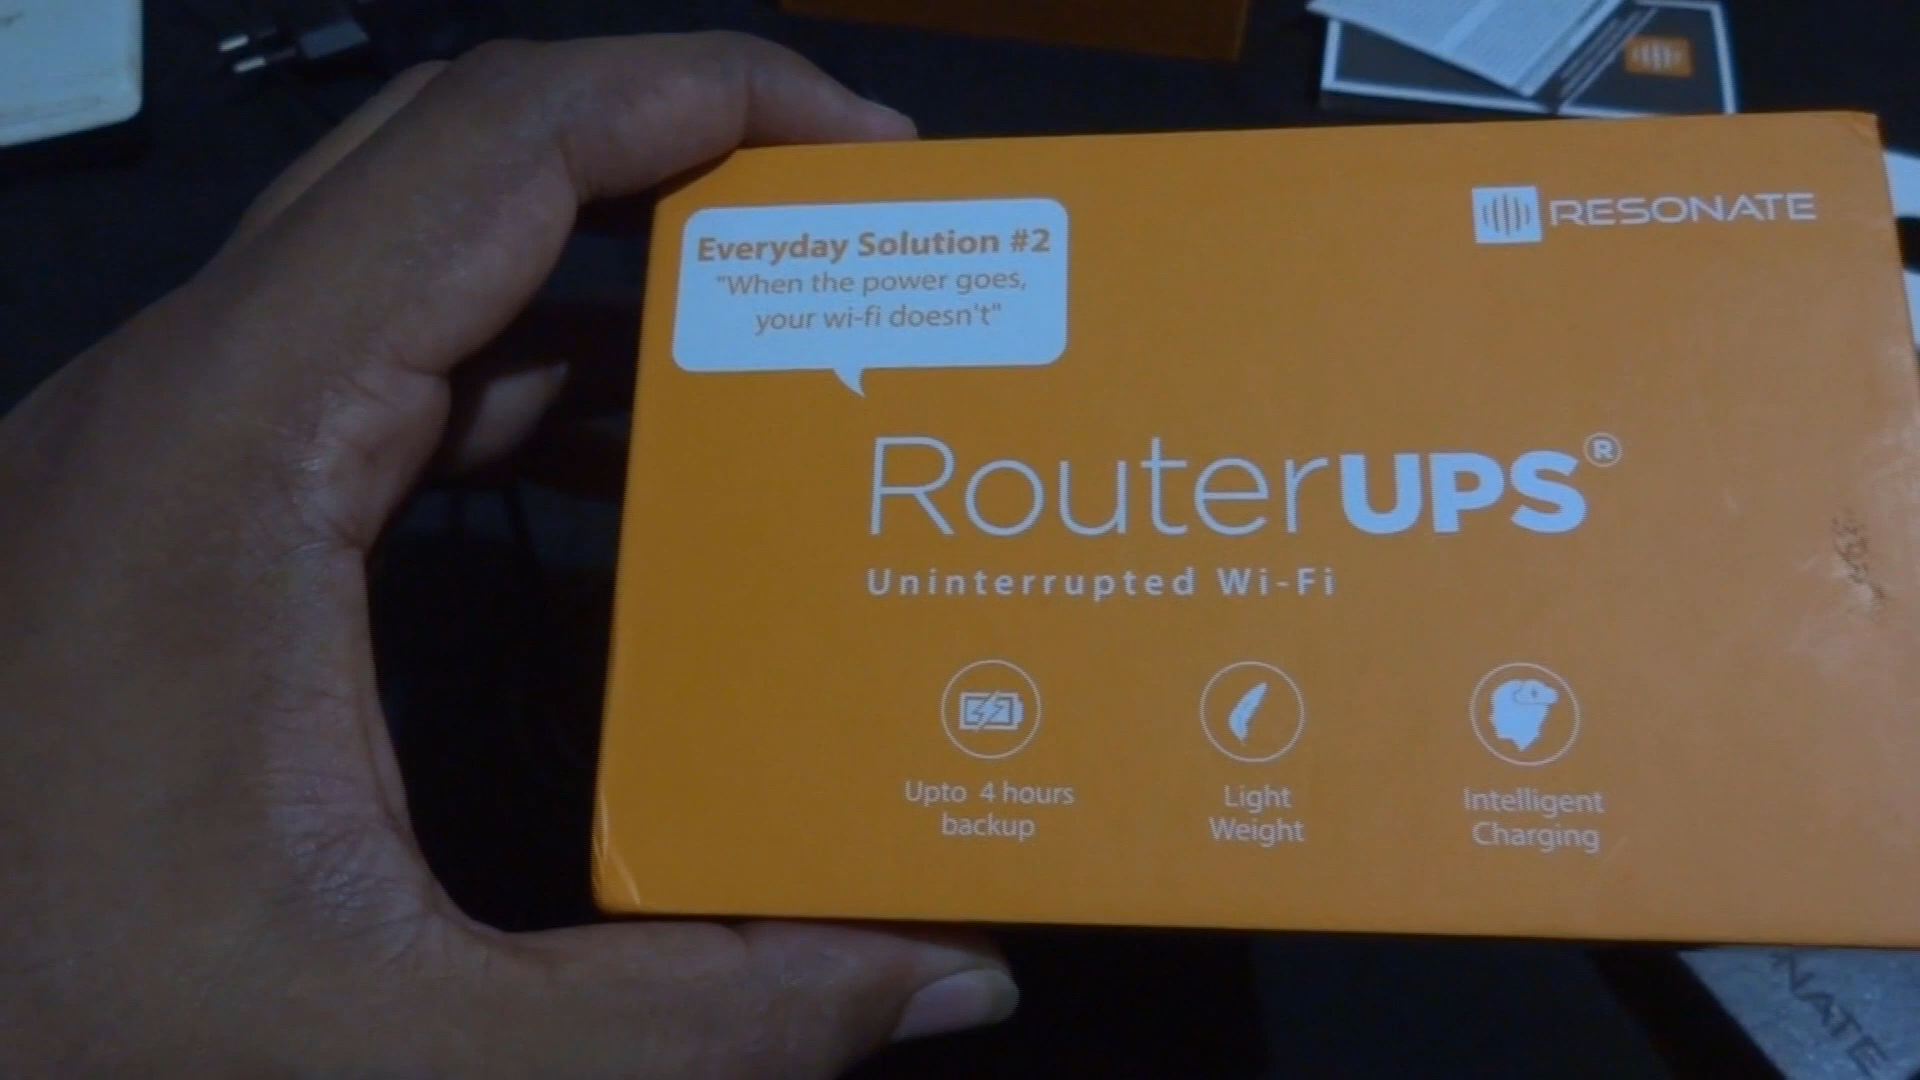 RESONATE
Everyday Solution #2
"When the power goes,
your wi-fi doesn't"
RouterUPS®
Uninterrupted Wi-Fi
Upto 4 hours
backup
Light
Weight
Intelligent
Charging
NATE